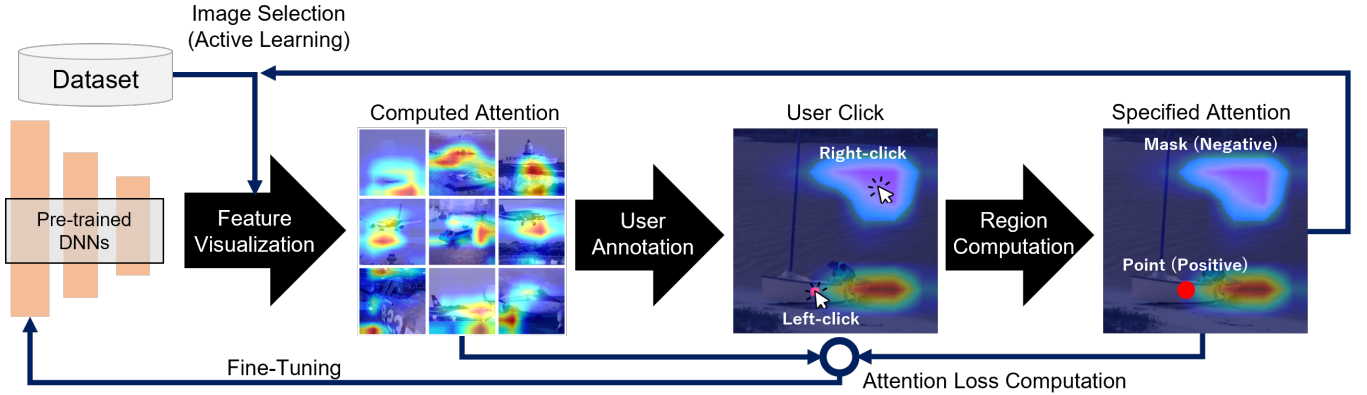 Image Selection
(Active Learning)
Dataset
Pre-trained
DNNs
Feature
Visualization
Computed Attention
User
Annotation
User Click
Right-click
Left-click
Region
Computation
Specified Attention
Mask (Negative)
Point (Positive)
Fine-Tuning
Attention Loss Computation